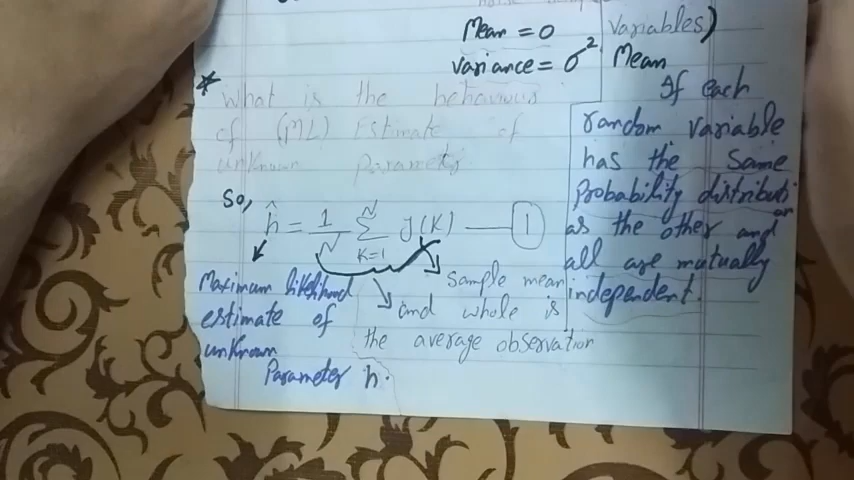 Mean = 0
variance = σ²
variables)
Mean
If each
random variable
has the same
Probability distributi
on
as the other and
all are mutually
independent.
* What is the behaviour
of (ML) Estimate of
unknown Parameter
So,
ĥ = 1/N N Σ K=1 y(K) — 1
Maximum likelihood
estimate of
unknown
Parameter h.
Sample mean
and whole is
the average observation